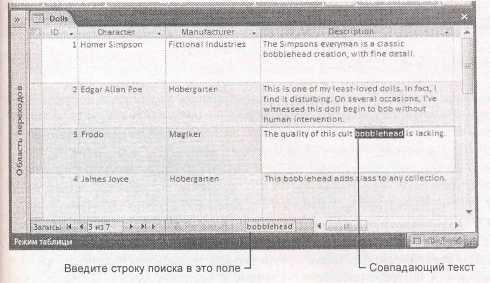 Dolls
ID Character Manufacturer Description
1 Homer Simpson Fictional Industries The Simpsons everyman is a classic
bobblehead creation, with fine detail.
2 Edgar Allan Poe Hobergarten This is one of my least-loved dolls. In fact, I
find it disturbing. On several occasions, I've
witnessed this doll begin to bob without
human intervention.
3 Frodo Magiker The quality of this cult bobblehead is lacking.
4 James Joyce Hobergarten This bobblehead adds class to any collection.
Область переходов
Записи: 3 из 7 bobblehead
Режим таблицы
Введите строку поиска в это поле
Совпадающий текст